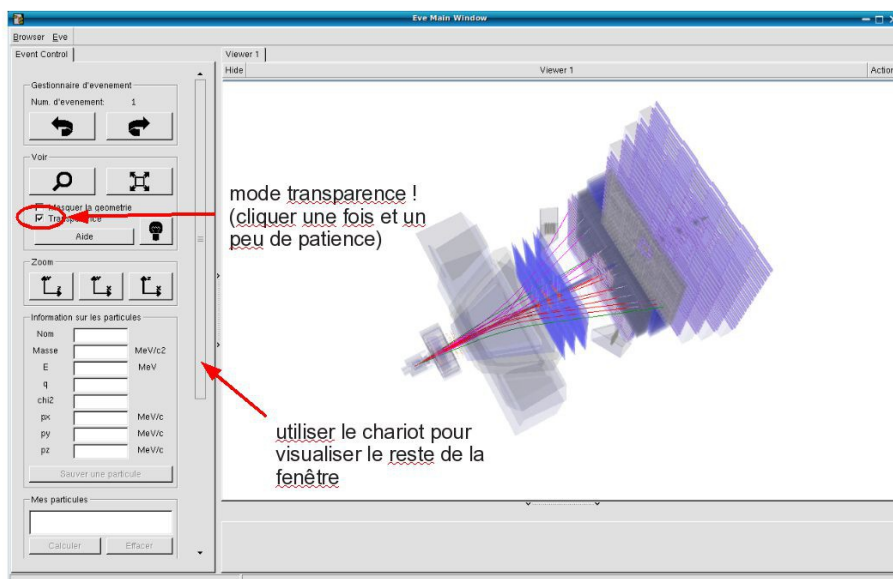 Eve Main Window
Browser Eve
Event Control
Viewer 1
Hide
Viewer 1
Action
Gestionnaire d'evenement
Num. d'evenement: 1
Voir
Masquer la geometrie
Transparence
Aide
mode transparence !
(cliquer une fois et un
peu de patience)
Zoom
Information sur les particules
Nom
Masse MeV/c2
E MeV
q
chi2
px MeV/c
py MeV/c
pz MeV/c
Sauver une particule
utiliser le chariot pour
visualiser le reste de la
fenêtre
Mes particules
Calculer Effacer